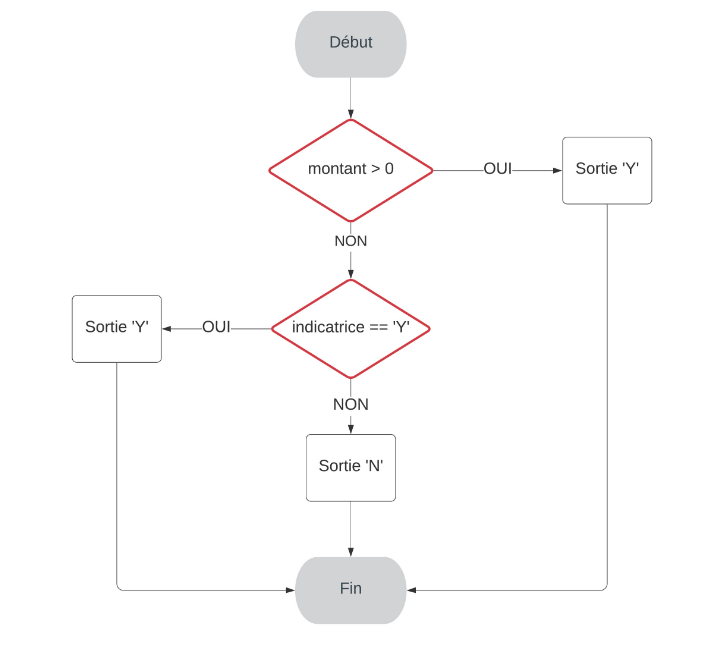 Début
montant > 0
OUI
Sortie 'Y'
NON
indicatrice == 'Y'
OUI
Sortie 'Y'
NON
Sortie 'N'
Fin